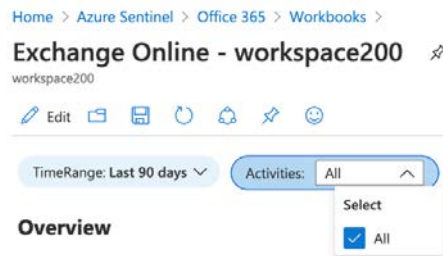 Home > Azure Sentinel > Office 365 > Workbooks >
Exchange Online - workspace200
workspace200
Edit
TimeRange: Last 90 days Activities: All
Select
Overview
All